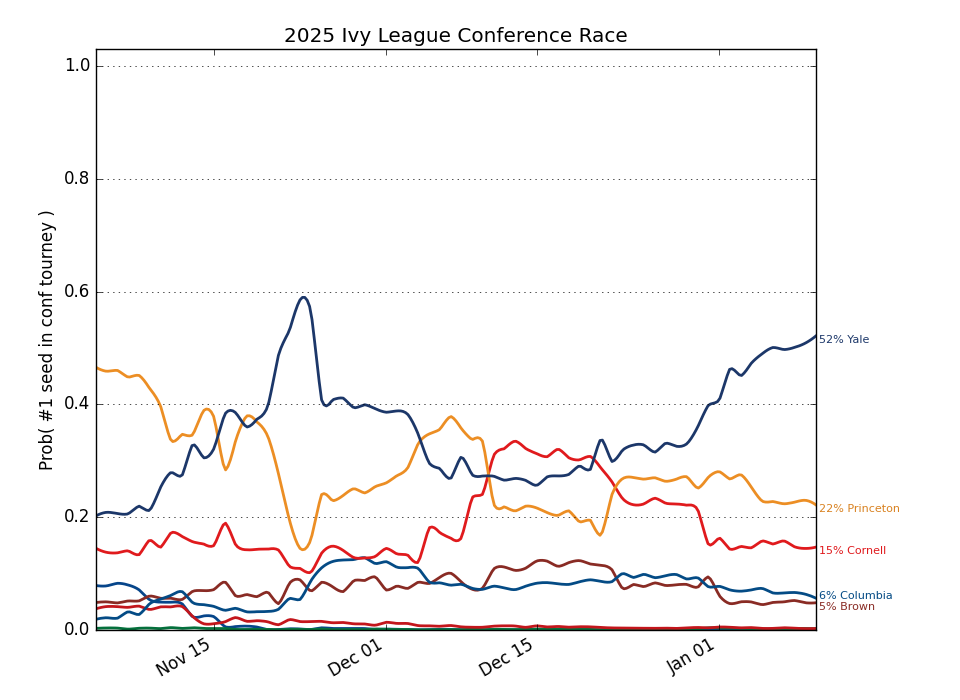 2025 Ivy League Conference Race
Prob( #1 seed in conf tourney )
1.0
0.8
0.6
0.4
0.2
0.0
Nov 15
Dec 01
Dec 15
Jan 01
52% Yale
22% Princeton
15% Cornell
6% Columbia
5% Brown